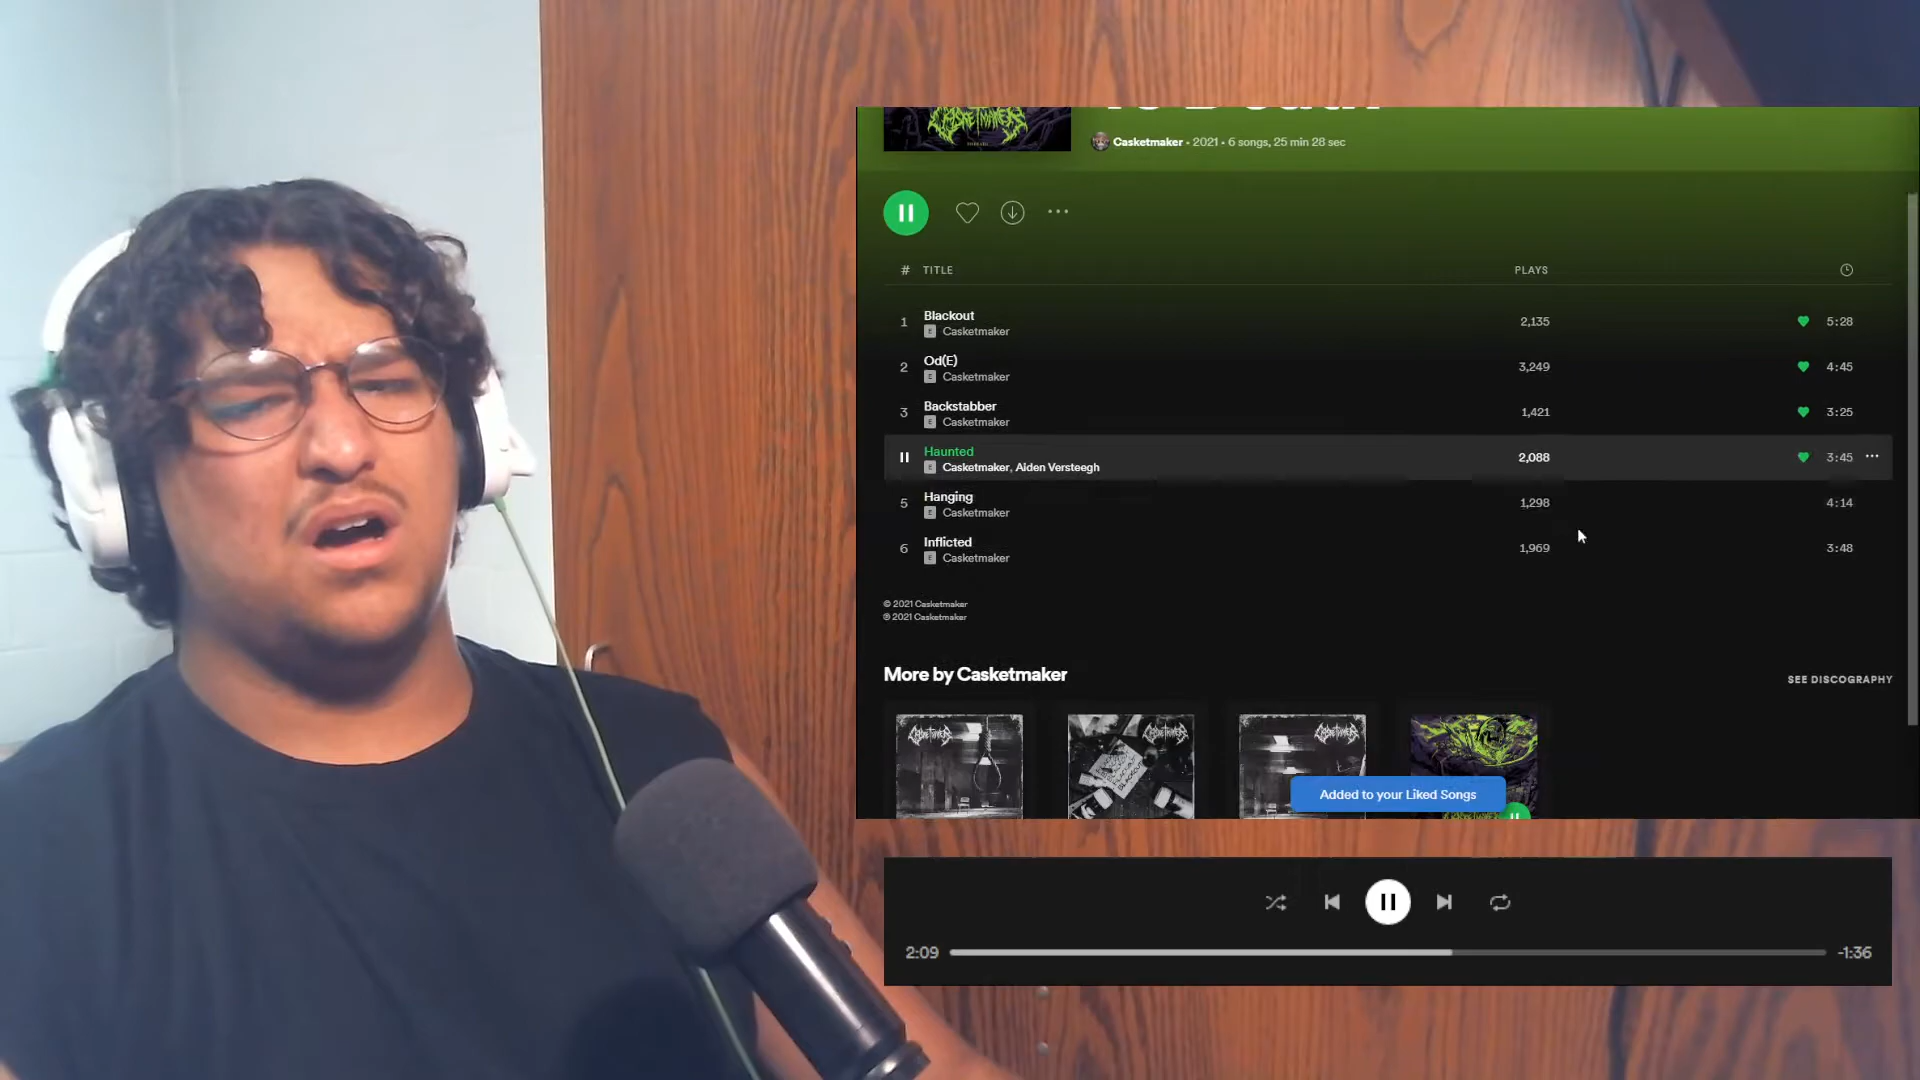 CASKETMAKER
Casketmaker • 2021 • 6 songs, 25 min 28 sec
# TITLE PLAYS
1 Blackout 2,135 5:28
E Casketmaker
2 Od(E) 3,249 4:45
E Casketmaker
3 Backstabber 1,421 3:25
E Casketmaker
Haunted 2,088 3:45
E Casketmaker, Aiden Versteegh
5 Hanging 1,298 4:14
E Casketmaker
6 Inflicted 1,969 3:48
E Casketmaker
© 2021 Casketmaker
℗ 2021 Casketmaker
More by Casketmaker
SEE DISCOGRAPHY
Added to your Liked Songs
2:09 -1:36